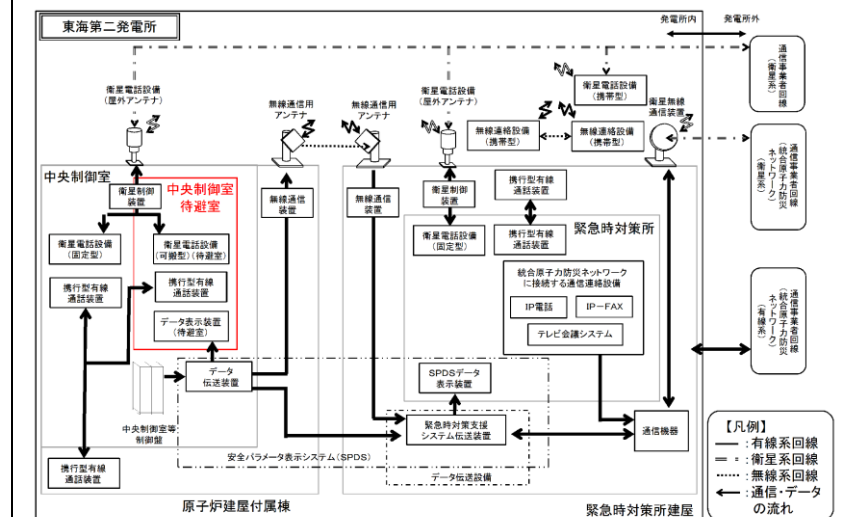 東海第二発電所
発電所内
発電所外
衛星電話設備
(屋外アンテナ)
無線通信用
アンテナ
無線通信用
アンテナ
衛星電話設備
(屋外アンテナ)
衛星電話設備
(携帯型)
無線連絡設備
(携帯型)
無線連絡設備
(携帯型)
衛星無線
通信装置
通信事業者回線
(衛星系)
通信事業者回線
(統合原子力防災
ネットワーク)
(衛星系)
通信事業者回線
(統合原子力防災
ネットワーク)
(有線系)
中央制御室
中央制御室
待避室
衛星制御
装置
衛星電話設備
(固定型)
衛星電話設備
(可搬型)(待避室)
携行型有線
通話装置
携行型有線
通話装置
データ表示装置
(待避室)
データ
伝送装置
中央制御室等
制御盤
携行型有線
通話装置
無線通信
装置
無線通信
装置
衛星制御
装置
衛星電話設備
(固定型)
携行型有線
通話装置
携行型有線
通話装置
緊急時対策所
統合原子力防災ネットワーク
に接続する通信連絡設備
IP電話
IP-FAX
テレビ会議システム
SPDSデータ
表示装置
緊急時対策支援
システム伝送装置
通信機器
安全パラメータ表示システム(SPDS)
データ伝送設備
原子炉建屋付属棟
緊急時対策所建屋
【凡例】
:有線系回線
:衛星系回線
:無線系回線
:通信・データ
の流れ